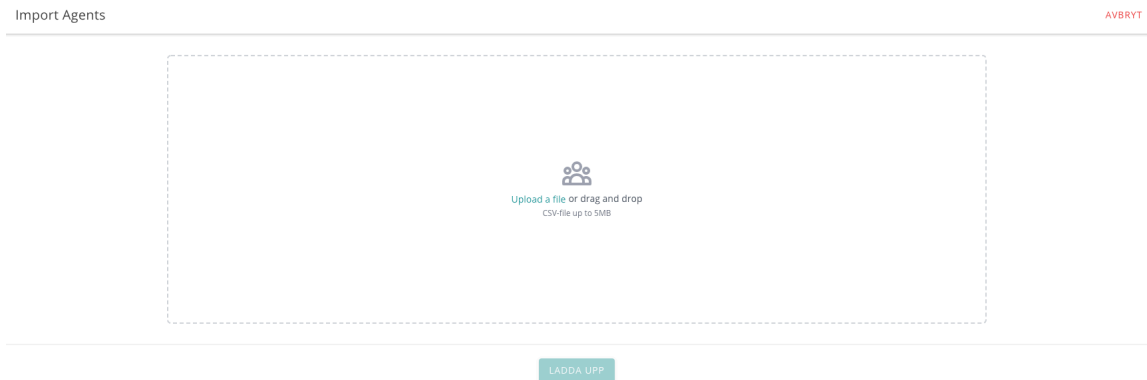 Import Agents
AVBRYT
Upload a file or drag and drop
CSV-file up to 5MB
LADDA UPP